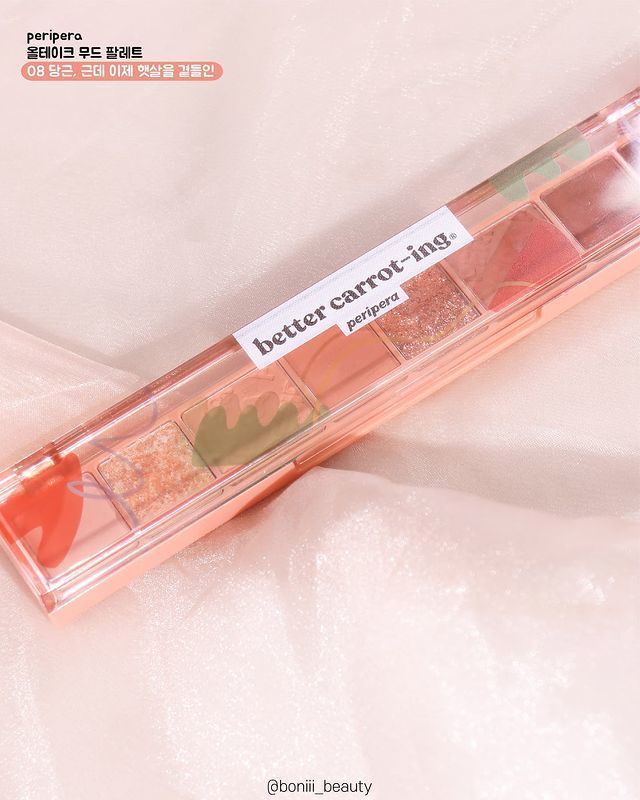 peripera
올테이크 무드 팔레트
08 당근, 근데 이제 햇살을 곁들인
better carrot-ing®
peripera
@boniii_beauty